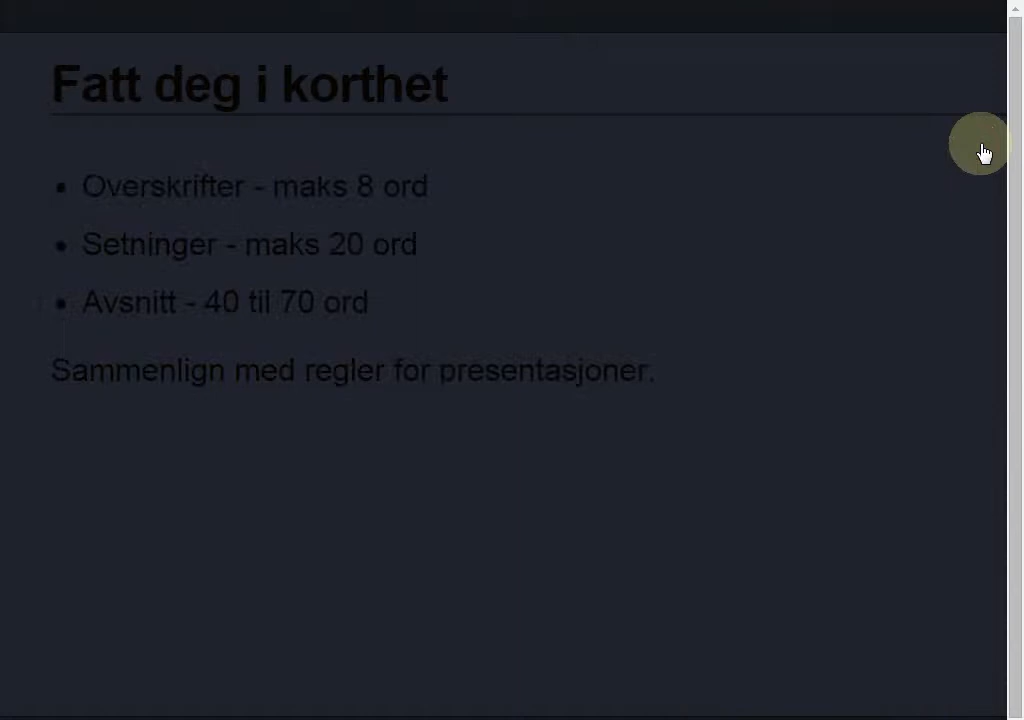 Fatt deg i korthet
• Overskrifter - maks 8 ord
• Setninger - maks 20 ord
• Avsnitt - 40 til 70 ord
Sammenlign med regler for presentasjoner.